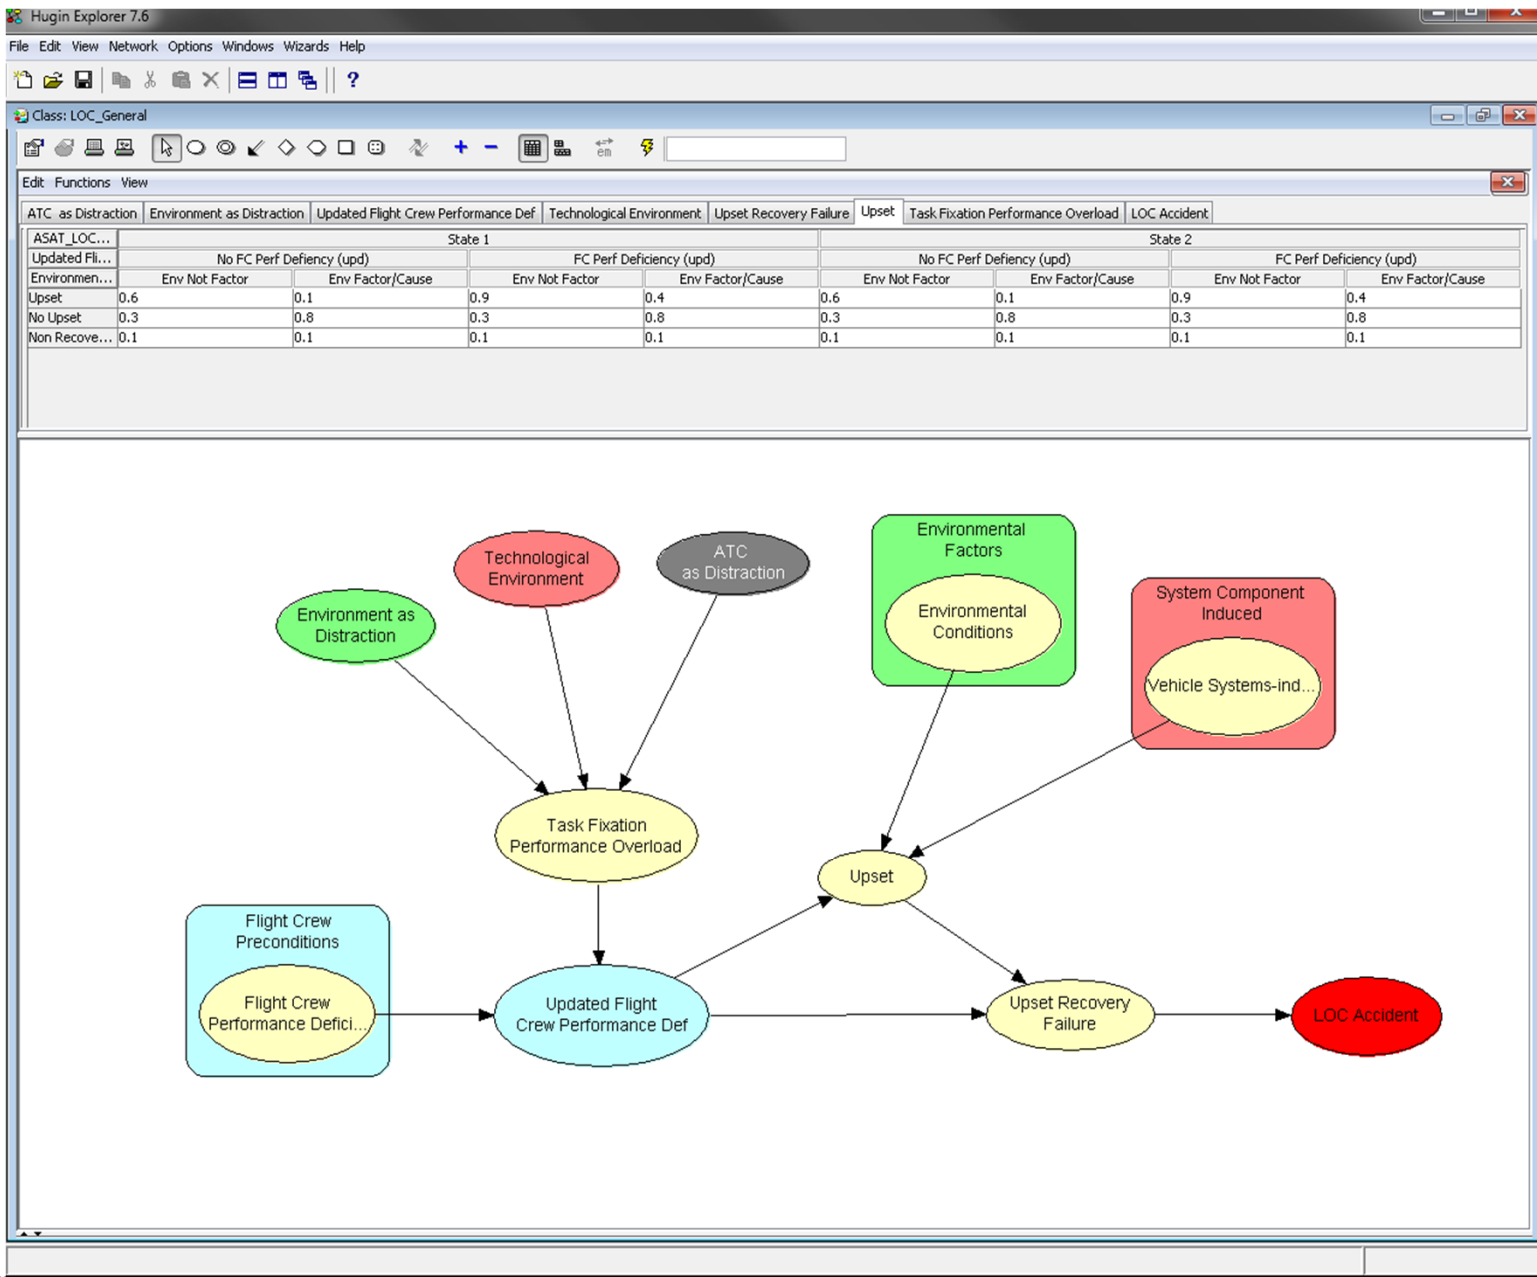 Hugin Explorer 7.6
File Edit View Network Options Windows Wizards Help
?
Class: LOC_General
em
Edit Functions View
ATC as Distraction Environment as Distraction Updated Flight Crew Performance Def Technological Environment Upset Recovery Failure Upset Task Fixation Performance Overload LOC Accident
ASAT_LOC... State 1 State 2
Updated Fli... No FC Perf Defiency (upd) FC Perf Deficiency (upd) No FC Perf Defiency (upd) FC Perf Deficiency (upd)
Environmen... Env Not Factor Env Factor/Cause Env Not Factor Env Factor/Cause Env Not Factor Env Factor/Cause Env Not Factor Env Factor/Cause
Upset 0.6 0.1 0.9 0.4 0.6 0.1 0.9 0.4
No Upset 0.3 0.8 0.3 0.8 0.3 0.8 0.3 0.8
Non Recove... 0.1 0.1 0.1 0.1 0.1 0.1 0.1 0.1
Environment as
Distraction
Technological
Environment
ATC
as Distraction
Environmental
Factors
Environmental
Conditions
System Component
Induced
Vehicle Systems-ind...
Task Fixation
Performance Overload
Upset
Flight Crew
Preconditions
Flight Crew
Performance Defici...
Updated Flight
Crew Performance Def
Upset Recovery
Failure
LOC Accident